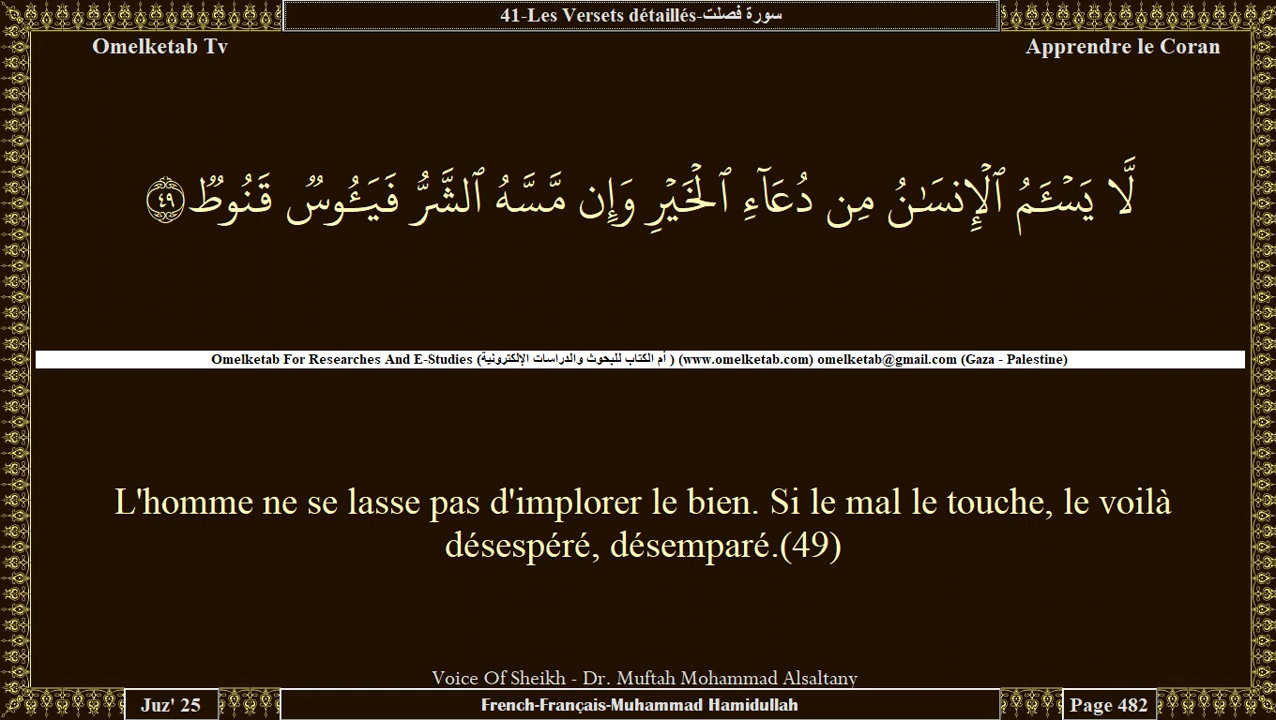 41-Les Versets détaillés-سورة فصلت
Omelketab Tv
Apprendre le Coran
لَّا يَسْـَٔمُ ٱلْإِنسَـٰنُ مِن دُعَآءِ ٱلْخَيْرِ وَإِن مَّسَّهُ ٱلشَّرُّ فَيَـُٔوسٌ قَنُوطٌ ٤٩
Omelketab For Researches And E-Studies (أم الكتاب للبحوث والدراسات الإلكترونية ) (www.omelketab.com) omelketab@gmail.com (Gaza - Palestine)
L'homme ne se lasse pas d'implorer le bien. Si le mal le touche, le voilà
désespéré, désemparé.(49)
Voice Of Sheikh - Dr. Muftah Mohammad Alsaltany
Juz' 25
French-Français-Muhammad Hamidullah
Page 482